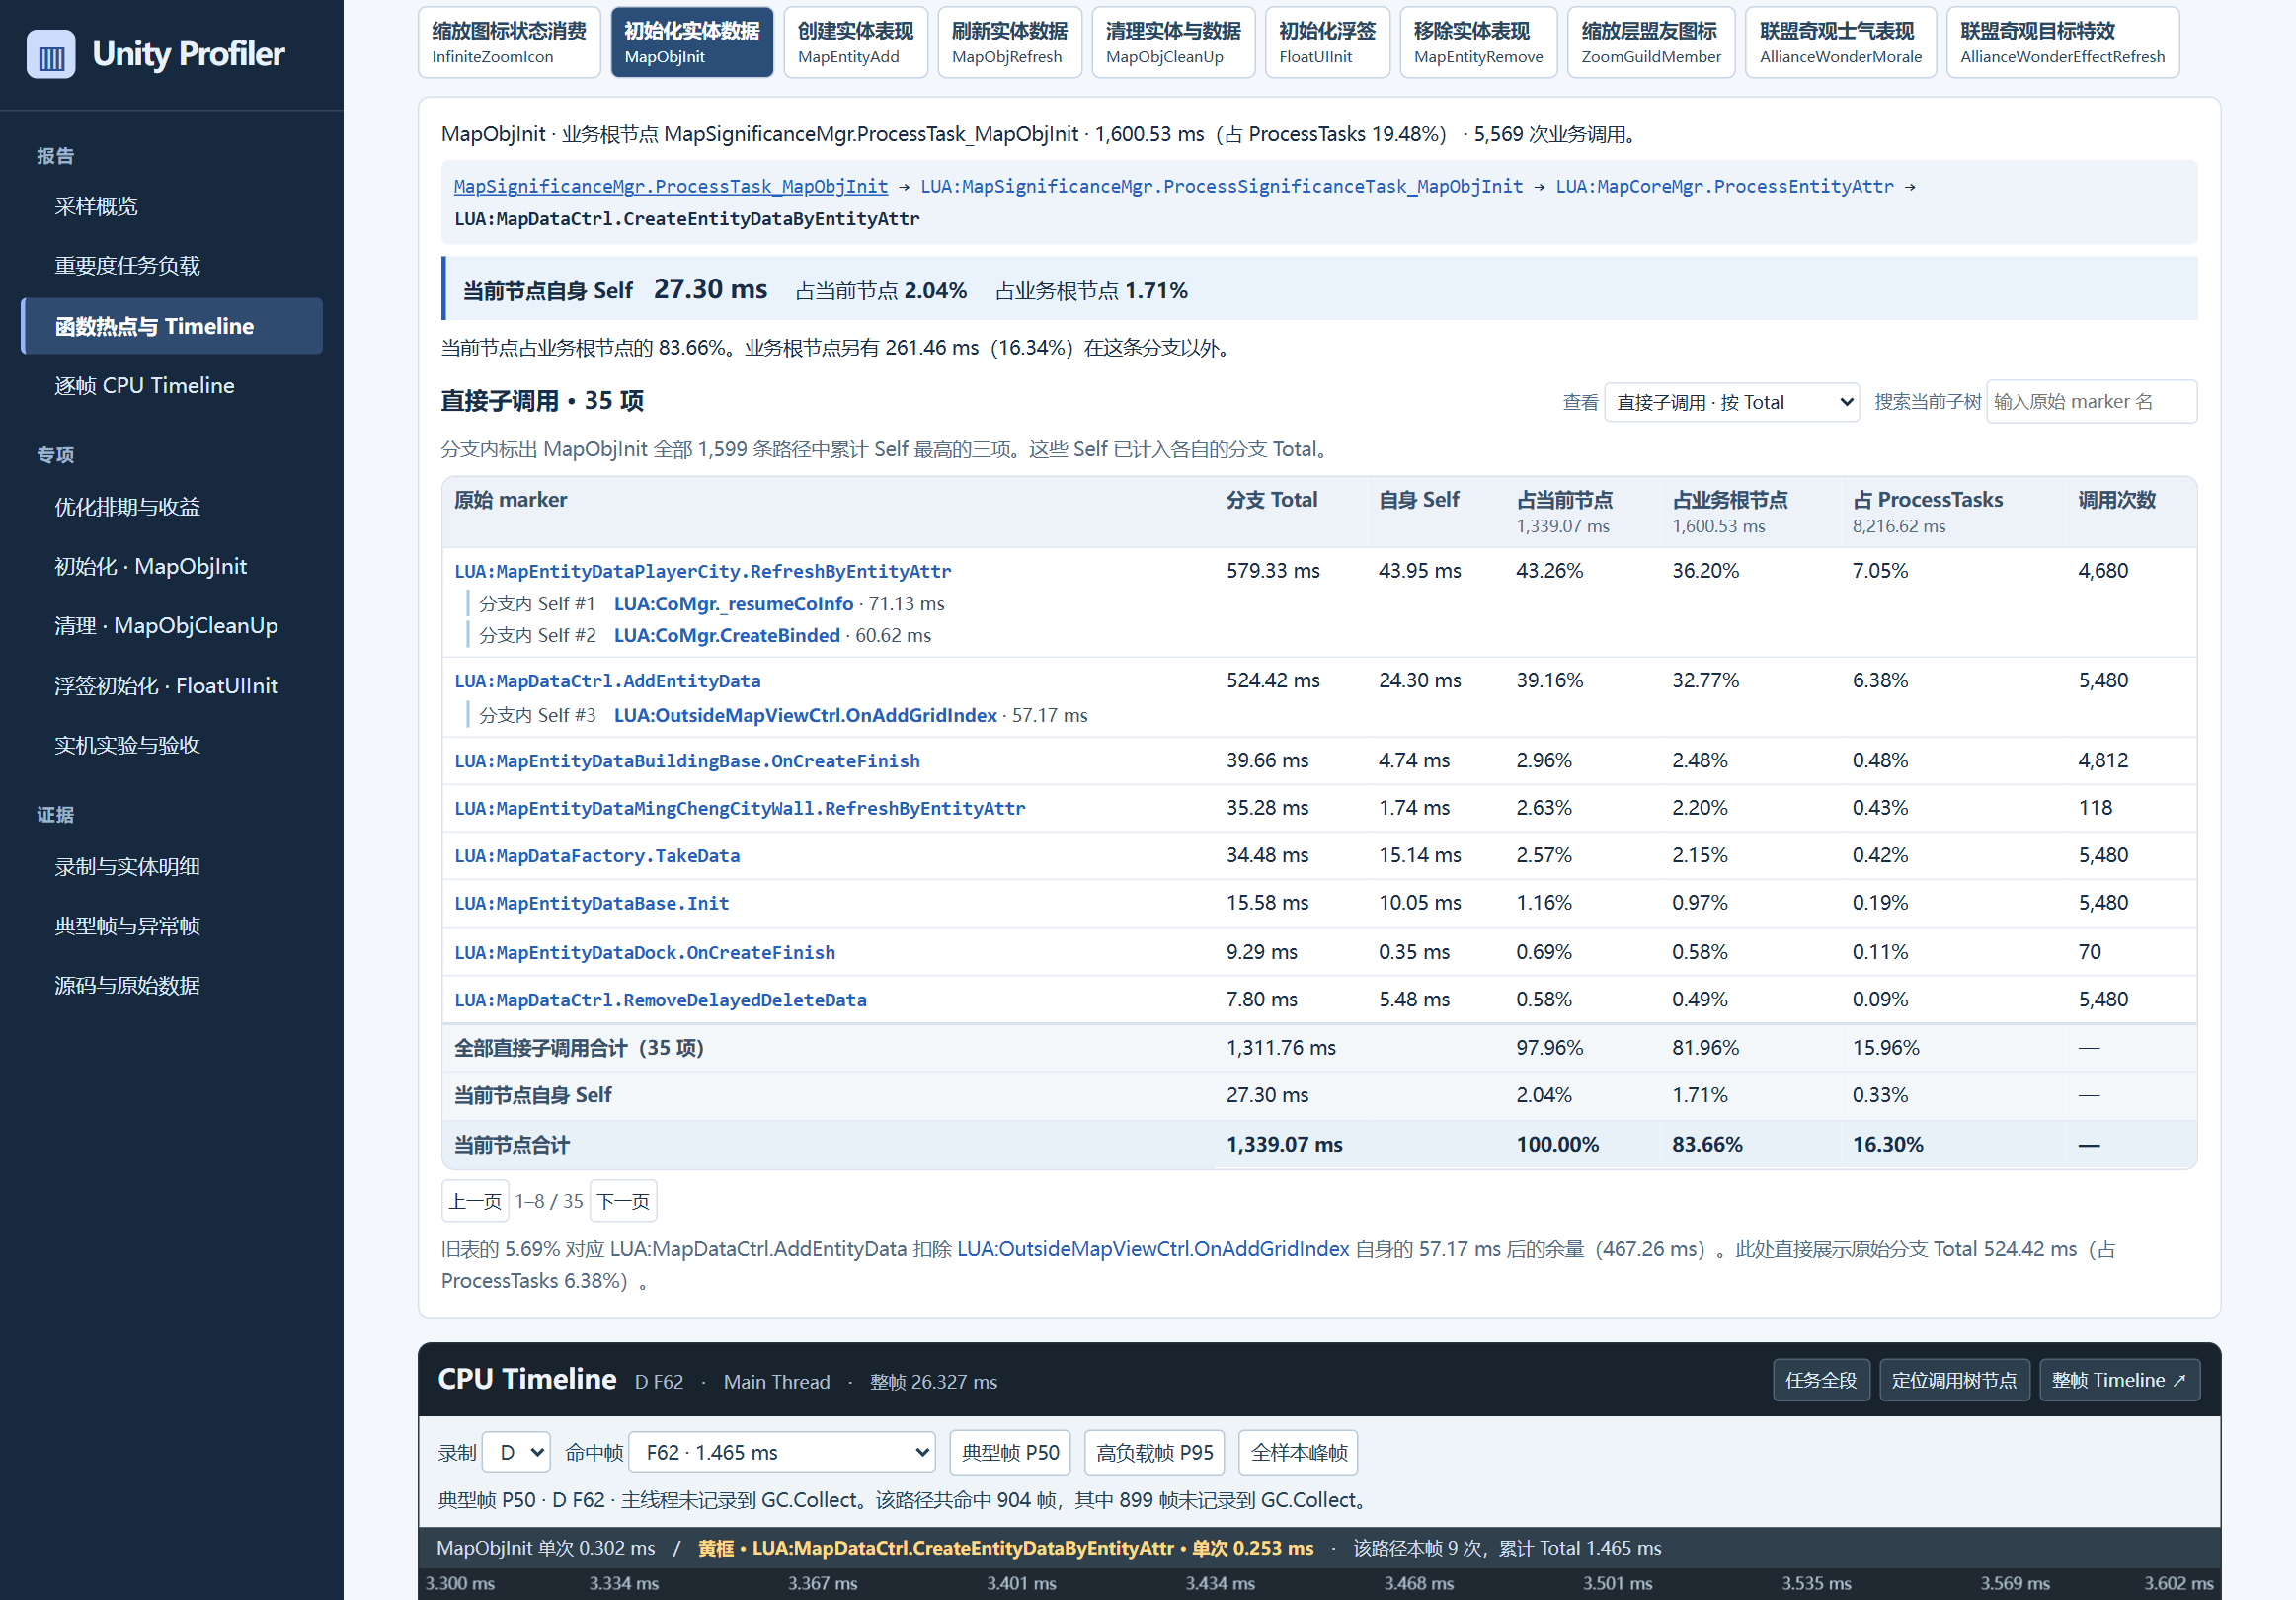 Unity Profiler
报告
采样概览
重要度任务负载
函数热点与 Timeline
逐帧 CPU Timeline
专项
优化排期与收益
初始化 · MapObjInit
清理 · MapObjCleanUp
浮签初始化 · FloatUIInit
实机实验与验收
证据
录制与实体明细
典型帧与异常帧
源码与原始数据
缩放图标状态消费
InfiniteZoomIcon
初始化实体数据
MapObjInit
创建实体表现
MapEntityAdd
刷新实体数据
MapObjRefresh
清理实体与数据
MapObjCleanUp
初始化浮签
FloatUIInit
移除实体表现
MapEntityRemove
缩放层盟友图标
ZoomGuildMember
联盟奇观士气表现
AllianceWonderMorale
联盟奇观目标特效
AllianceWonderEffectRefresh
MapObjInit · 业务根节点 MapSignificanceMgr.ProcessTask_MapObjInit · 1,600.53 ms（占 ProcessTasks 19.48%） · 5,569 次业务调用。
MapSignificanceMgr.ProcessTask_MapObjInit → LUA:MapSignificanceMgr.ProcessSignificanceTask_MapObjInit → LUA:MapCoreMgr.ProcessEntityAttr →
LUA:MapDataCtrl.CreateEntityDataByEntityAttr
当前节点自身 Self 27.30 ms 占当前节点 2.04% 占业务根节点 1.71%
当前节点占业务根节点的 83.66%。业务根节点另有 261.46 ms（16.34%）在这条分支以外。
直接子调用 • 35 项
查看 直接子调用 · 按 Total 搜索当前子树 输入原始 marker 名
分支内标出 MapObjInit 全部 1,599 条路径中累计 Self 最高的三项。这些 Self 已计入各自的分支 Total。
原始 marker 分支 Total 自身 Self 占当前节点 占业务根节点 占 ProcessTasks 调用次数
1,339.07 ms 1,600.53 ms 8,216.62 ms
LUA:MapEntityDataPlayerCity.RefreshByEntityAttr 579.33 ms 43.95 ms 43.26% 36.20% 7.05% 4,680
分支内 Self #1 LUA:CoMgr._resumeCoInfo · 71.13 ms
分支内 Self #2 LUA:CoMgr.CreateBinded · 60.62 ms
LUA:MapDataCtrl.AddEntityData 524.42 ms 24.30 ms 39.16% 32.77% 6.38% 5,480
分支内 Self #3 LUA:OutsideMapViewCtrl.OnAddGridIndex · 57.17 ms
LUA:MapEntityDataBuildingBase.OnCreateFinish 39.66 ms 4.74 ms 2.96% 2.48% 0.48% 4,812
LUA:MapEntityDataMingChengCityWall.RefreshByEntityAttr 35.28 ms 1.74 ms 2.63% 2.20% 0.43% 118
LUA:MapDataFactory.TakeData 34.48 ms 15.14 ms 2.57% 2.15% 0.42% 5,480
LUA:MapEntityDataBase.Init 15.58 ms 10.05 ms 1.16% 0.97% 0.19% 5,480
LUA:MapEntityDataDock.OnCreateFinish 9.29 ms 0.35 ms 0.69% 0.58% 0.11% 70
LUA:MapDataCtrl.RemoveDelayedDeleteData 7.80 ms 5.48 ms 0.58% 0.49% 0.09% 5,480
全部直接子调用合计（35 项） 1,311.76 ms 97.96% 81.96% 15.96% —
当前节点自身 Self 27.30 ms 2.04% 1.71% 0.33% —
当前节点合计 1,339.07 ms 100.00% 83.66% 16.30% —
上一页 1–8 / 35 下一页
旧表的 5.69% 对应 LUA:MapDataCtrl.AddEntityData 扣除 LUA:OutsideMapViewCtrl.OnAddGridIndex 自身的 57.17 ms 后的余量（467.26 ms）。此处直接展示原始分支 Total 524.42 ms（占
ProcessTasks 6.38%）。
CPU Timeline D F62 · Main Thread · 整帧 26.327 ms 任务全段 定位调用树节点 整帧 Timeline ↗
录制 D 命中帧 F62 · 1.465 ms 典型帧 P50 高负载帧 P95 全样本峰帧
典型帧 P50 · D F62 · 主线程未记录到 GC.Collect。该路径共命中 904 帧，其中 899 帧未记录到 GC.Collect。
MapObjInit 单次 0.302 ms / 黄框 • LUA:MapDataCtrl.CreateEntityDataByEntityAttr • 单次 0.253 ms · 该路径本帧 9 次，累计 Total 1.465 ms
3.300 ms 3.334 ms 3.367 ms 3.401 ms 3.434 ms 3.468 ms 3.501 ms 3.535 ms 3.569 ms 3.602 ms